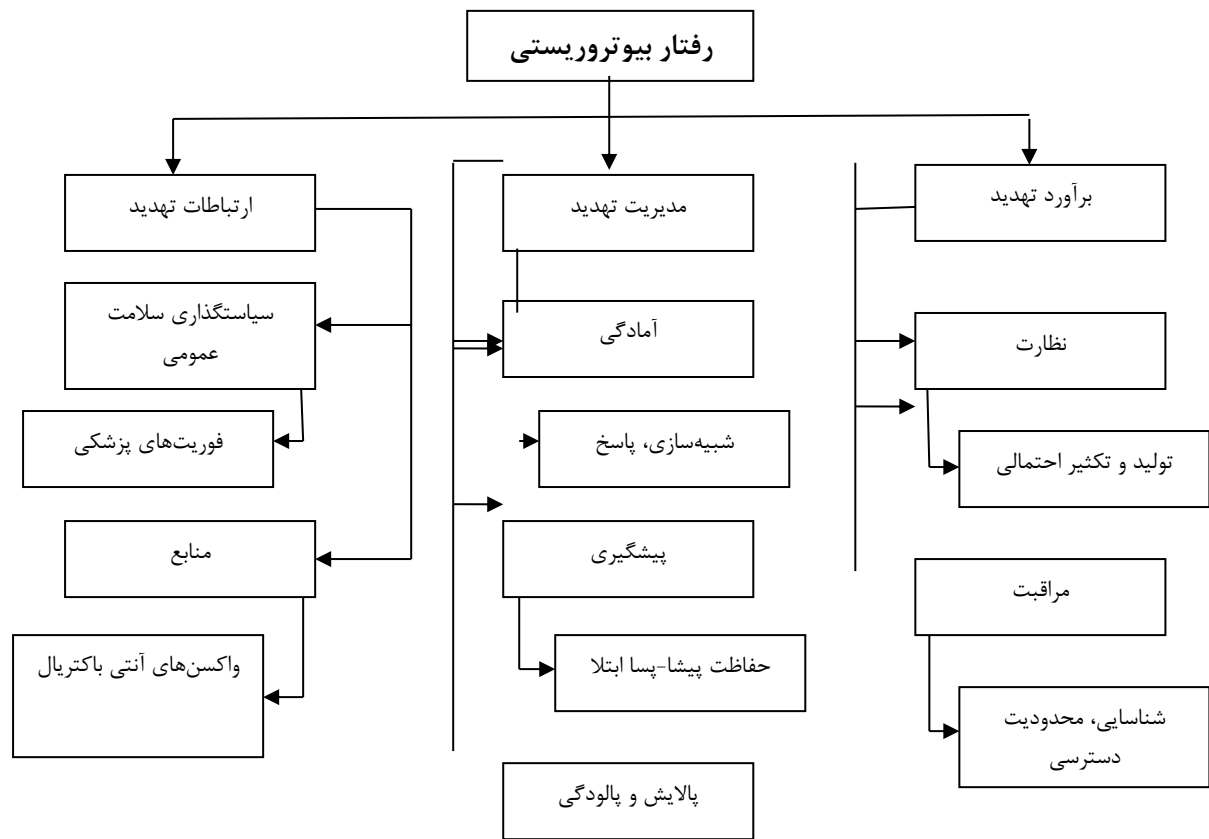 رفتار بیوتروریستی
برآورد تهدید
مدیریت تهدید
ارتباطات تهدید
نظارت
تولید و تکثیر احتمالی
مراقبت
شناسایی، محدودیت
دسترسی
آمادگی
شبیه‌سازی، پاسخ
پیشگیری
حفاظت پیشا-پسا ابتلا
پالایش و پالودگی
سیاستگذاری سلامت
عمومی
فوریت‌های پزشکی
منابع
واکسن‌های آنتی باکتریال